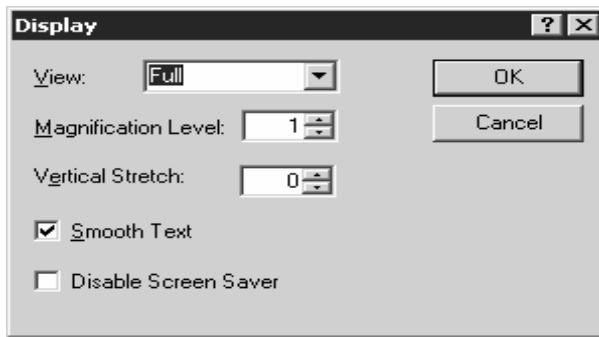 Display
View: Full
OK
Magnification Level: 1
Cancel
Vertical Stretch: 0
Smooth Text
Disable Screen Saver